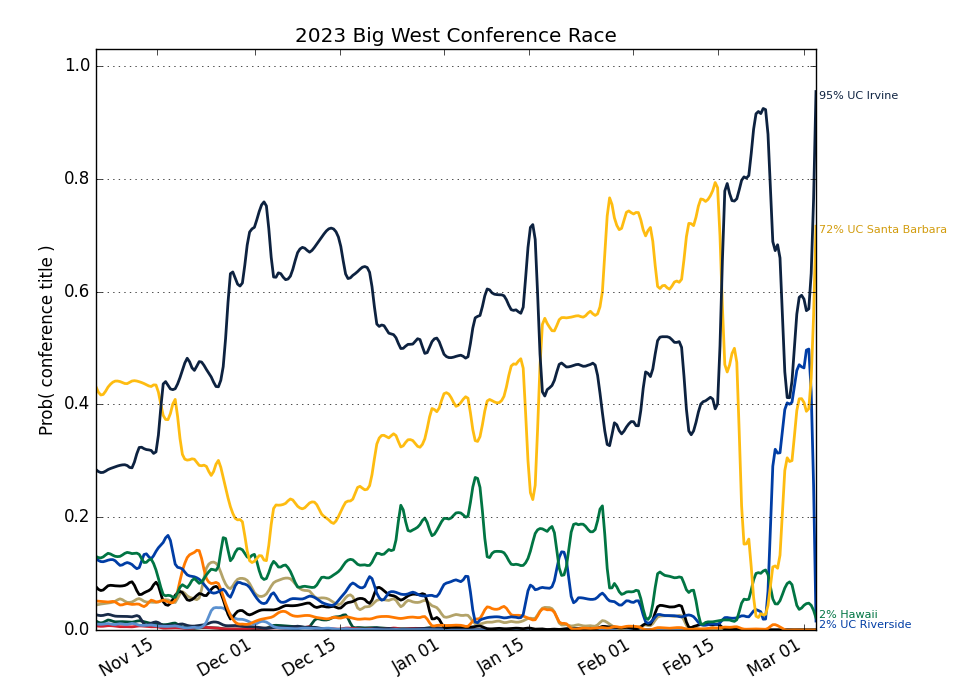 2023 Big West Conference Race
Prob( conference title )
1.0
0.8
0.6
0.4
0.2
0.0
Nov 15
Dec 01
Dec 15
Jan 01
Jan 15
Feb 01
Feb 15
Mar 01
95% UC Irvine
72% UC Santa Barbara
2% Hawaii
2% UC Riverside